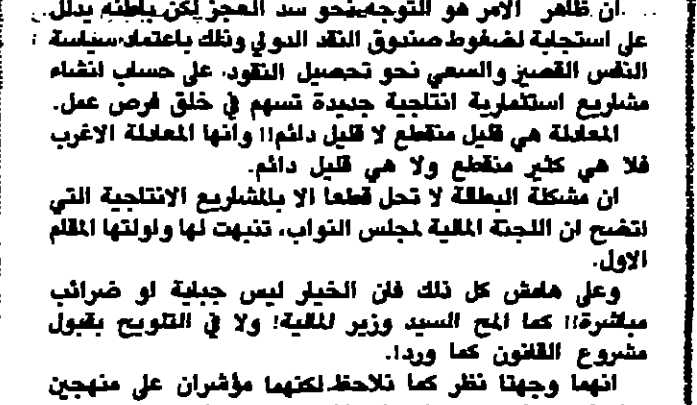 ان ظاهر الامر هو التوجه نحو سد العجز لكن باطنه يدلل..
على استجابة لضغوط صندوق النقد الدولي وذلك باعتماد سياسة
النفس القصير والسعي نحو تحصيل النقود، على حساب انشاء
مشاريع استثمارية انتاجية جديدة تسهم في خلق فرص عمل.
المعادلة هي قليل منقطع لا قليل دائم!! وانها المعادلة الاغرب
فلا هي كثير منقطع ولا هي قليل دائم.
ان مشكلة البطالة لا تحل قطعا الا بالمشاريع الانتاجية التي
اتضح ان اللجنة المالية لمجلس النواب، تنبهت لها واولتها المقام
الاول.
وعلى هامش كل ذلك فان الخيار ليس جباية او ضرائب
مباشرة!! كما المح السيد وزير المالية! ولا في التلويح بقبول
مشروع القانون كما ورد!.
انهما وجهتا نظر كما نلاحظ لكنهما مؤشران على منهجين